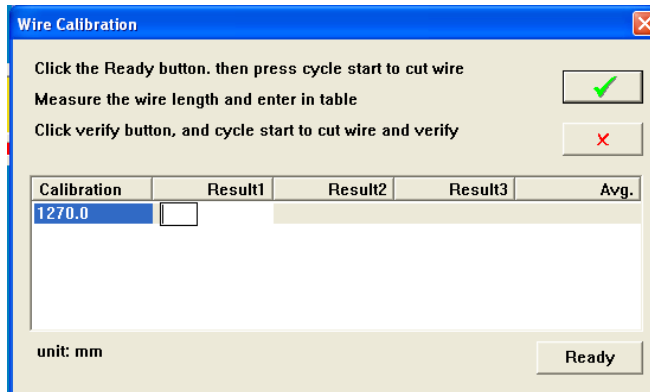 Wire Calibration
Click the Ready button. then press cycle start to cut wire
Measure the wire length and enter in table
Click verify button, and cycle start to cut wire and verify
Calibration Result1 Result2 Result3 Avg.
1270.0
unit: mm
Ready